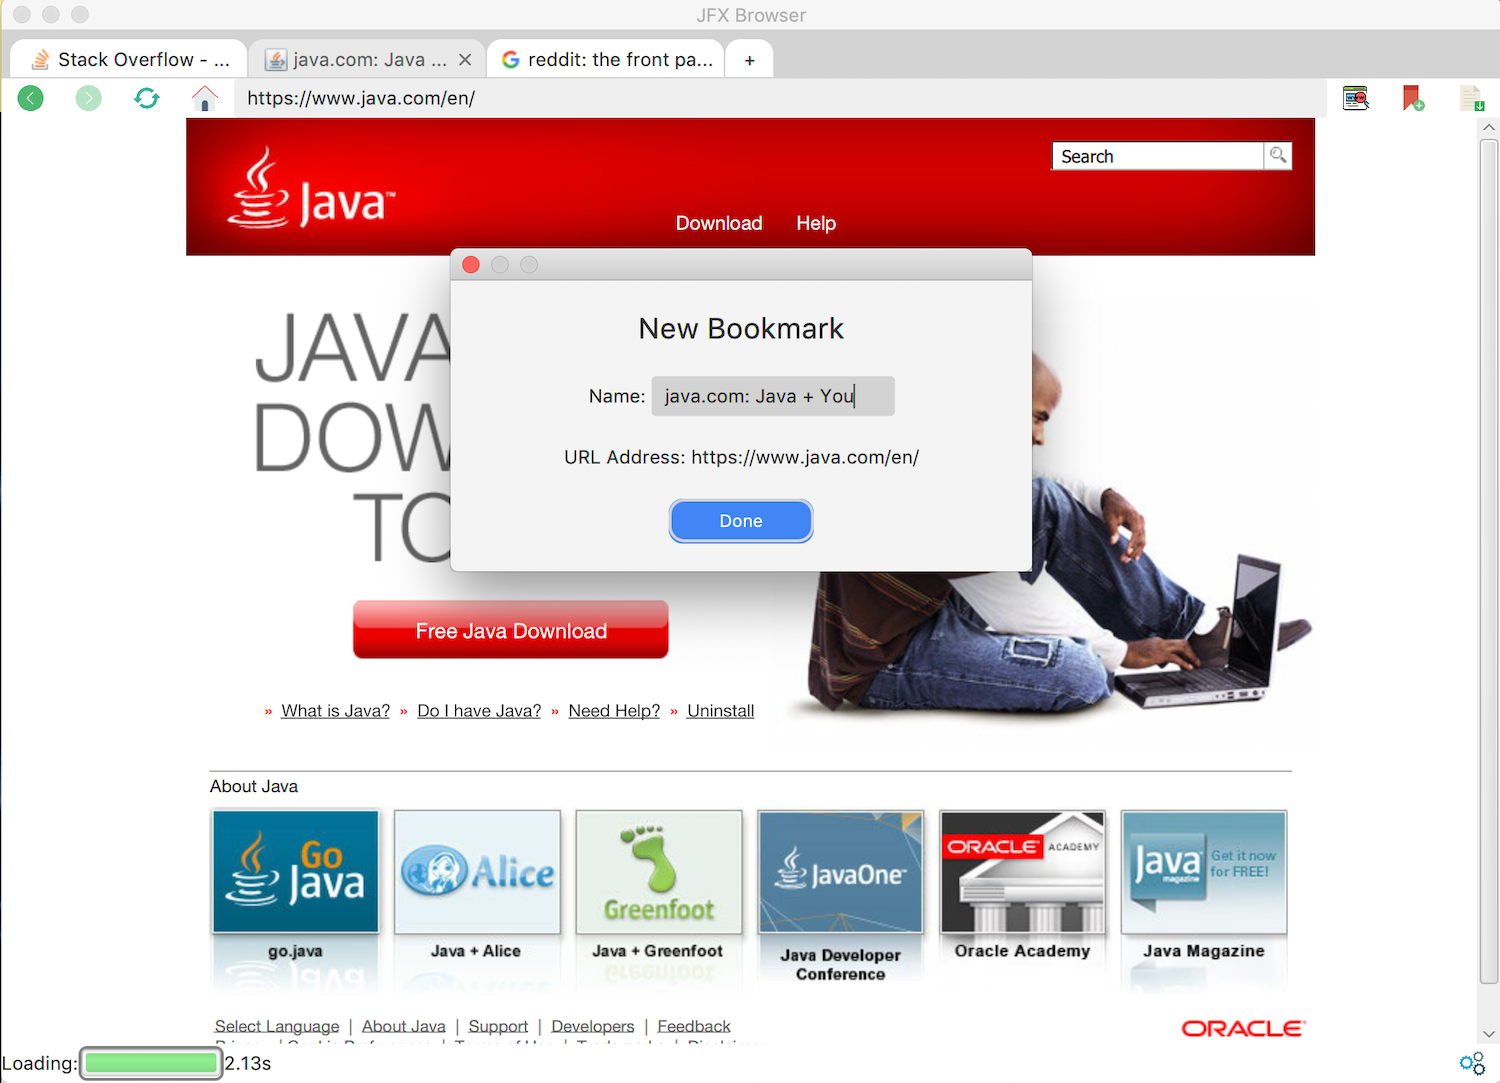 JFX Browser
Stack Overflow - ...
java.com: Java ...
reddit: the front pa...
+
https://www.java.com/en/
Java™
Search
Download Help
New Bookmark
Name: java.com: Java + You
URL Address: https://www.java.com/en/
Done
JAVA
DOW
TO
Free Java Download
» What is Java? » Do I have Java? » Need Help? » Uninstall
About Java
Go Java
Alice
Greenfoot
JavaOne™
ORACLE ACADEMY
Java magazine
Get it now
for FREE!
go.java
Java + Alice
Java + Greenfoot
Java Developer
Conference
Oracle Academy
Java Magazine
Select Language | About Java | Support | Developers | Feedback
ORACLE
Loading: 2.13s